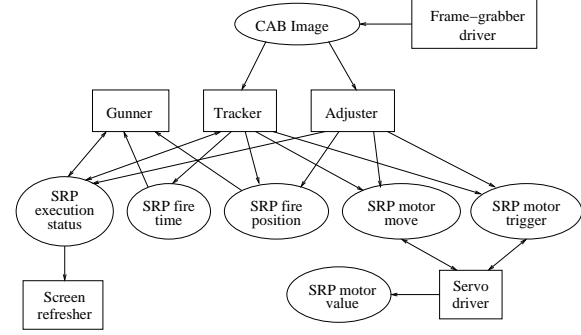 Frame-grabber
driver
CAB Image
Gunner
Tracker
Adjuster
SRP
execution
status
SRP fire
time
SRP fire
position
SRP motor
move
SRP motor
trigger
Screen
refresher
SRP motor
value
Servo
driver